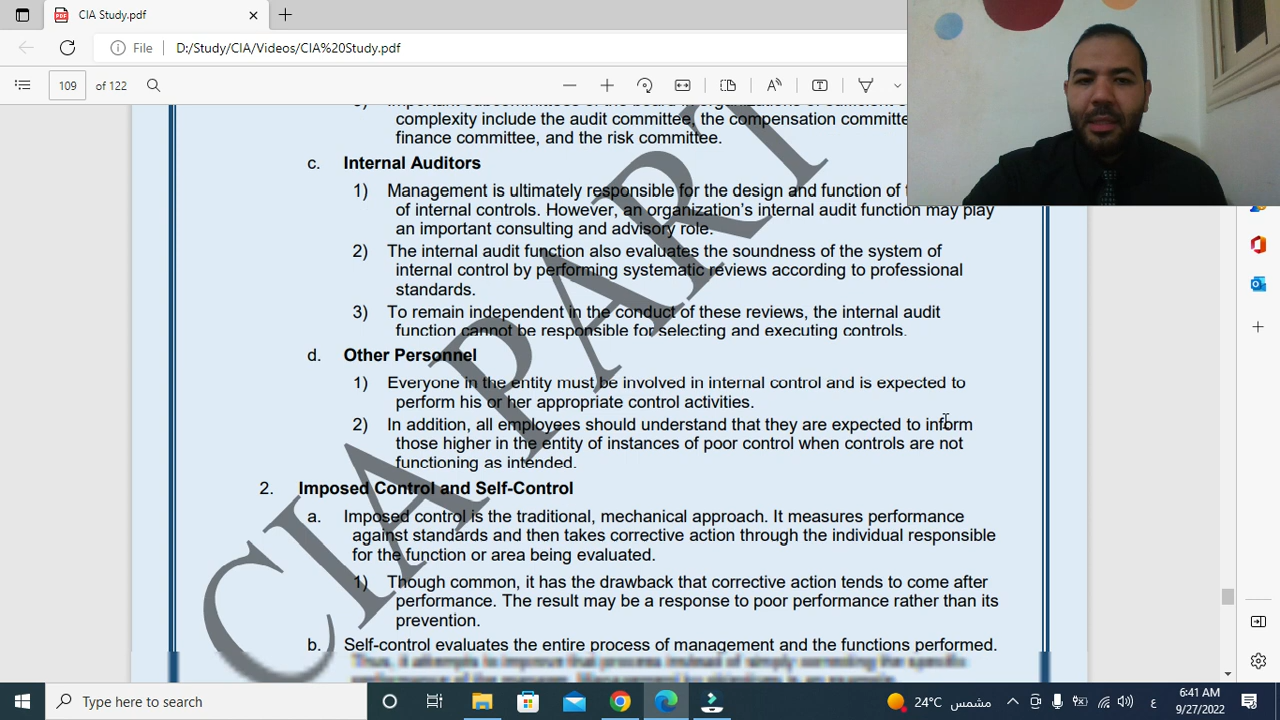 CIA Study.pdf
File D:/Study/CIA/Videos/CIA%20Study.pdf
109 of 122
complexity include the audit committee, the compensation
finance committee, and the risk committee.
c. Internal Auditors
1) Management is ultimately responsible for the design and function of
of internal controls. However, an organization's internal audit function may play
an important consulting and advisory role.
2) The internal audit function also evaluates the soundness of the system of
internal control by performing systematic reviews according to professional
standards.
3) To remain independent in the conduct of these reviews, the internal audit
function cannot be responsible for selecting and executing controls.
d. Other Personnel
1) Everyone in the entity must be involved in internal control and is expected to
perform his or her appropriate control activities.
2) In addition, all employees should understand that they are expected to inform
those higher in the entity of instances of poor control when controls are not
functioning as intended.
2. Imposed Control and Self-Control
a. Imposed control is the traditional, mechanical approach. It measures performance
against standards and then takes corrective action through the individual responsible
for the function or area being evaluated.
1) Though common, it has the drawback that corrective action tends to come after
performance. The result may be a response to poor performance rather than its
prevention.
b. Self-control evaluates the entire process of management and the functions performed.
CIA PART
Type here to search
24°C مشمس
ع
6:41 AM
9/27/2022